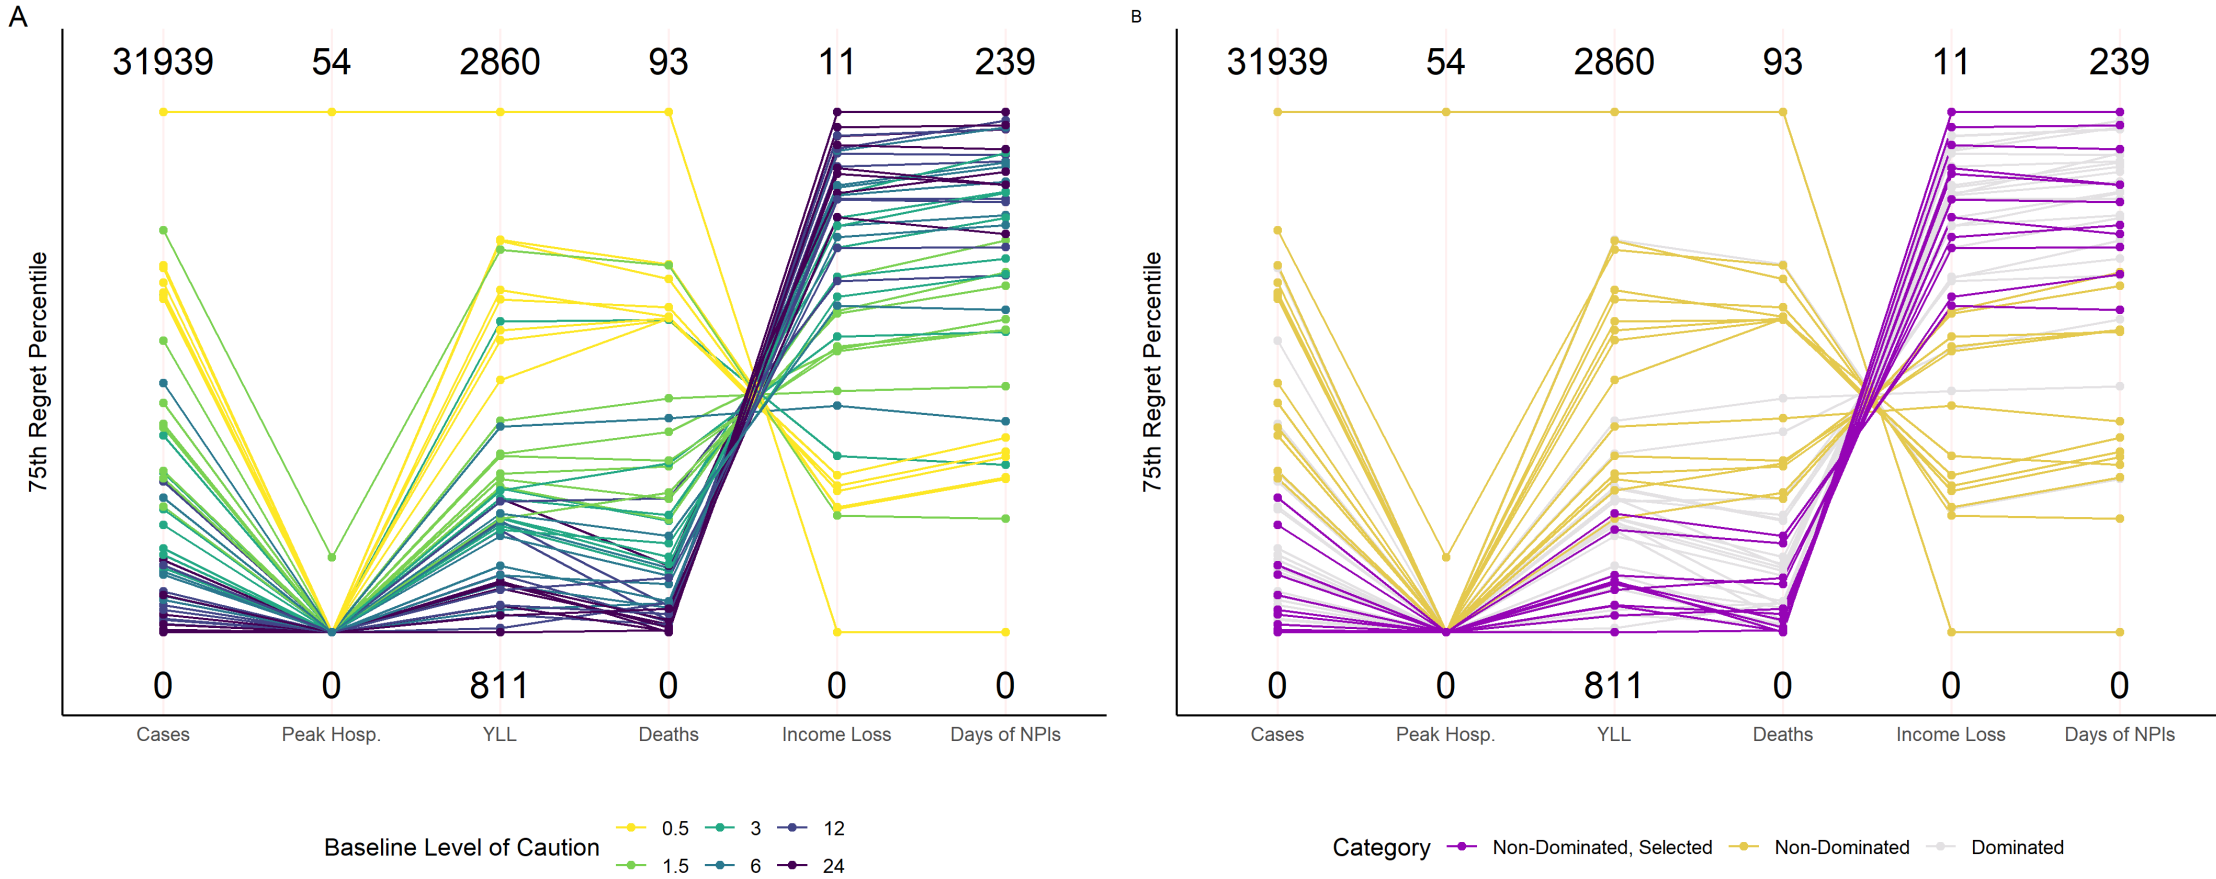 A
31939 54 2860 93 11 239
75th Regret Percentile
0 0 811 0 0 0
Cases Peak Hosp. YLL Deaths Income Loss Days of NPIs
Baseline Level of Caution
0.5 3 12
1.5 6 24
B
31939 54 2860 93 11 239
75th Regret Percentile
0 0 811 0 0 0
Cases Peak Hosp. YLL Deaths Income Loss Days of NPIs
Category Non-Dominated, Selected Non-Dominated Dominated